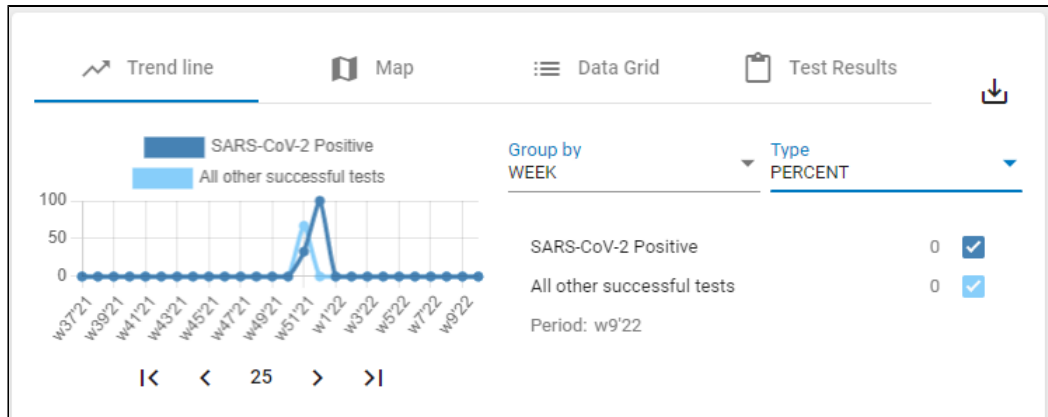 Trend line
Map
Data Grid
Test Results
SARS-CoV-2 Positive
All other successful tests
100
50
0
w37'21
w39'21
w41'21
w43'21
w45'21
w47'21
w49'21
w51'21
w1'22
w3'22
w5'22
w7'22
w9'22
25
Group by
WEEK
Type
PERCENT
SARS-CoV-2 Positive 0
All other successful tests 0
Period: w9'22